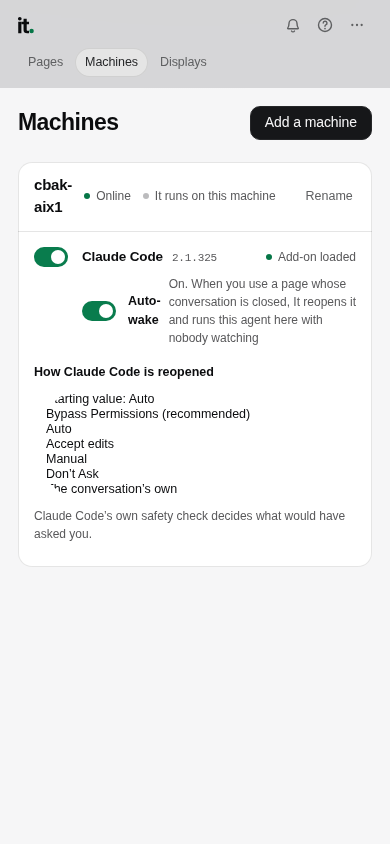 it.
Pages Machines Displays
Machines
Add a machine
cbak-
aix1
Online
It runs on this machine
Rename
Claude Code 2.1.125
Add-on loaded
Auto-
wake
On. When you use a page whose
conversation is closed, It reopens it
and runs this agent here with
nobody watching
How Claude Code is reopened
arting value: Auto
Bypass Permissions (recommended)
Auto
Accept edits
Manual
Don’t Ask
The conversation’s own
Claude Code’s own safety check decides what would have
asked you.